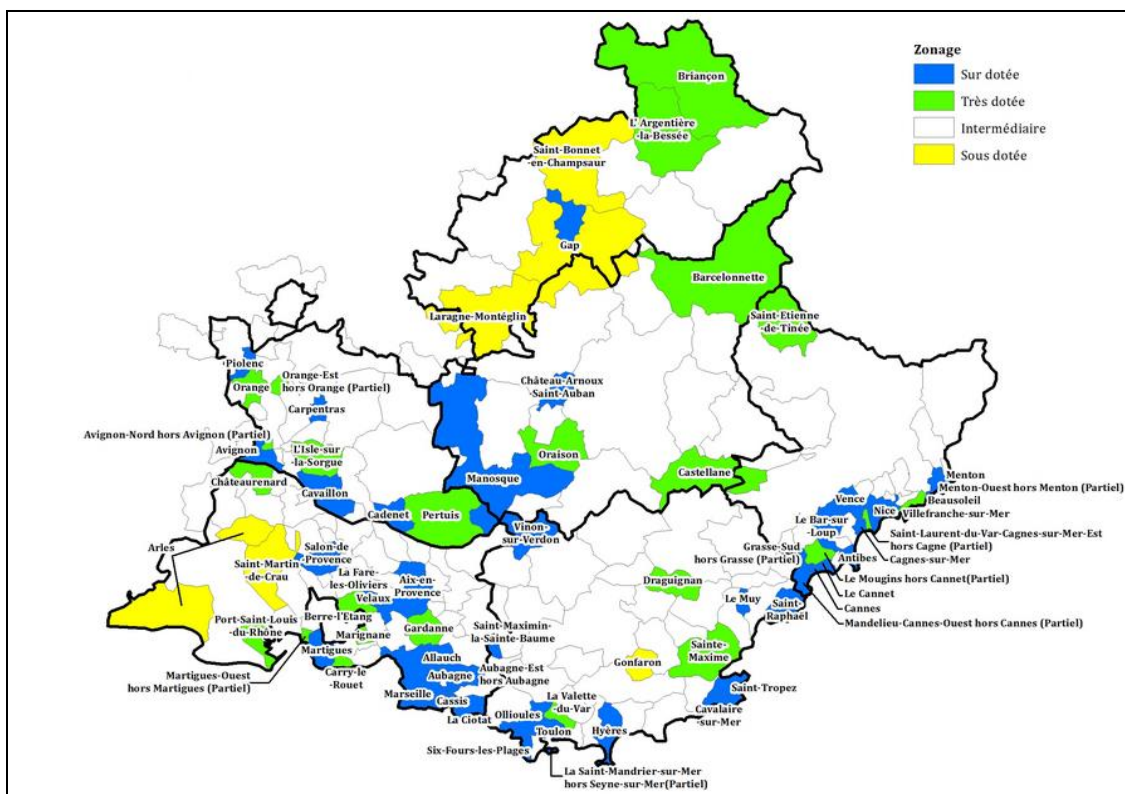 Zonage
Sur dotée
Très dotée
Intermédiaire
Sous dotée
Briançon
L' Argentière
-la-Bessée
Saint-Bonnet
-en-Champsaur
Gap
Barcelonnette
Laragne-Montéglin
Saint-Etienne
-de-Tinée
Piolenc
Orange-Est
hors Orange (Partiel)
Orange
Carpentras
Château-Arnoux
-Saint-Auban
Avignon-Nord hors Avignon (Partiel)
Avignon
L'Isle-sur
-la-Sorgue
Oraison
Châteaurenard
Cavaillon
Manosque
Castellane
Cadenet
Pertuis
Vinon-
sur-Verdon
Menton
Menton-Ouest hors Menton (Partiel)
Beausoleil
Villefranche-sur-Mer
Vence
Nice
Le Bar-sur
-Loup
Saint-Laurent-du-Var-Cagnes-sur-Mer-Est
hors Cagne (Partiel)
Cagnes-sur-Mer
Grasse-Sud
hors Grasse (Partiel)
Antibes
Le Mougins hors Cannet(Partiel)
Le Cannet
Cannes
Mandelieu-Cannes-Ouest hors Cannes (Partiel)
Arles
Salon-de
-Provence
Saint-Martin
-de-Crau
La Fare-
les-Oliviers
Aix-en-
Provence
Velaux
Draguignan
Le Muy
Saint-
Raphaël
Port-Saint-Louis
-du-Rhône
Berre-l'Etang
Marignane
Gardanne
Saint-Maximin-
la-Sainte-Baume
Martigues
Sainte-
Maxime
Gonfaron
Martigues-Ouest
hors Martigues (Partiel)
Carry-le
-Rouet
Allauch
Aubagne
Aubagne-Est
hors Aubagne
Marseille
Cassis
La Ciotat
Saint-Tropez
Cavalaire
-sur-Mer
La Valette
-du-Var
Ollioules
Toulon
Hyères
Six-Fours-les-Plages
La Saint-Mandrier-sur-Mer
hors Seyne-sur-Mer(Partiel)